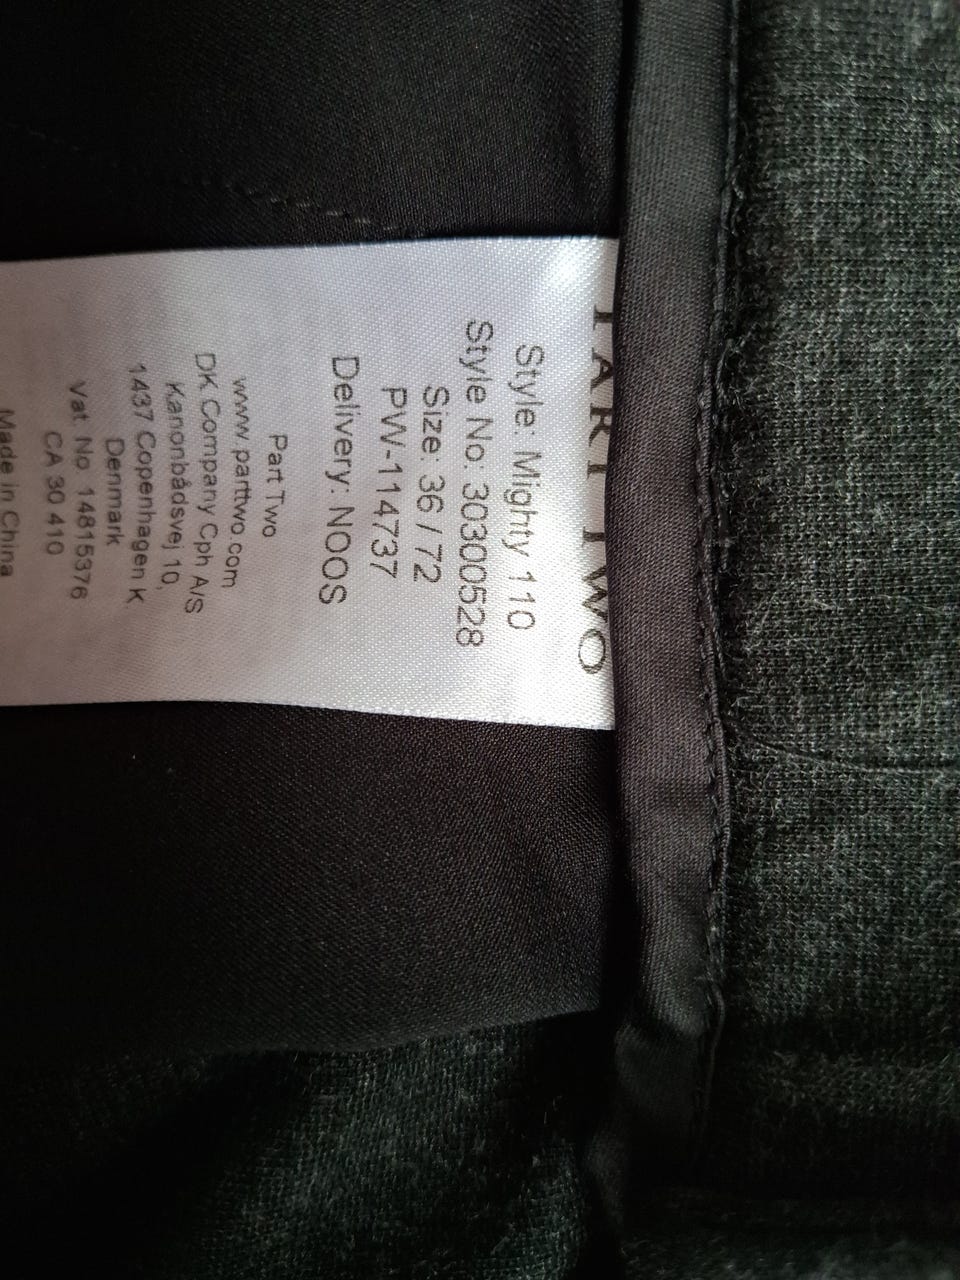 PART TWO
Style: Mighty 110
Style No: 30300528
Size: 36 / 72
PW-114737
Delivery: NOOS
Part Two
www.parttwo.com
DK Company Cph A/S
Kanonbådsvej 10,
1437 Copenhagen K
Denmark
Vat. No. 14815376
CA 30 410
Made in China